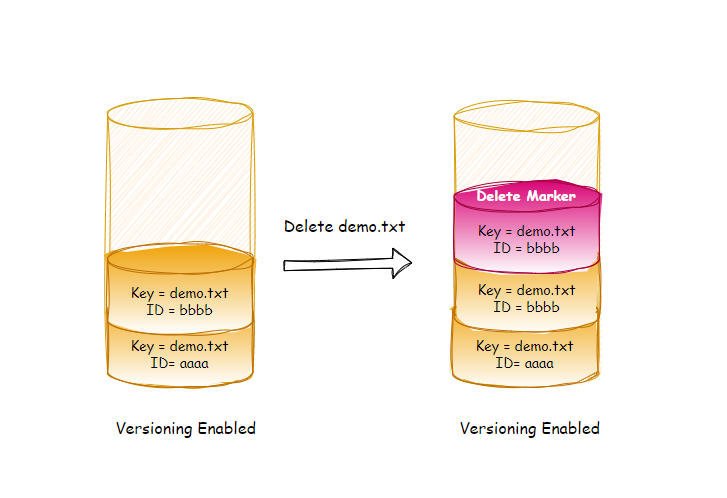 Key = demo.txt
ID = bbbb
Key = demo.txt
ID= aaaa
Versioning Enabled
Delete demo.txt
Delete Marker
Key = demo.txt
ID = bbbb
Key = demo.txt
ID = bbbb
Key = demo.txt
ID= aaaa
Versioning Enabled